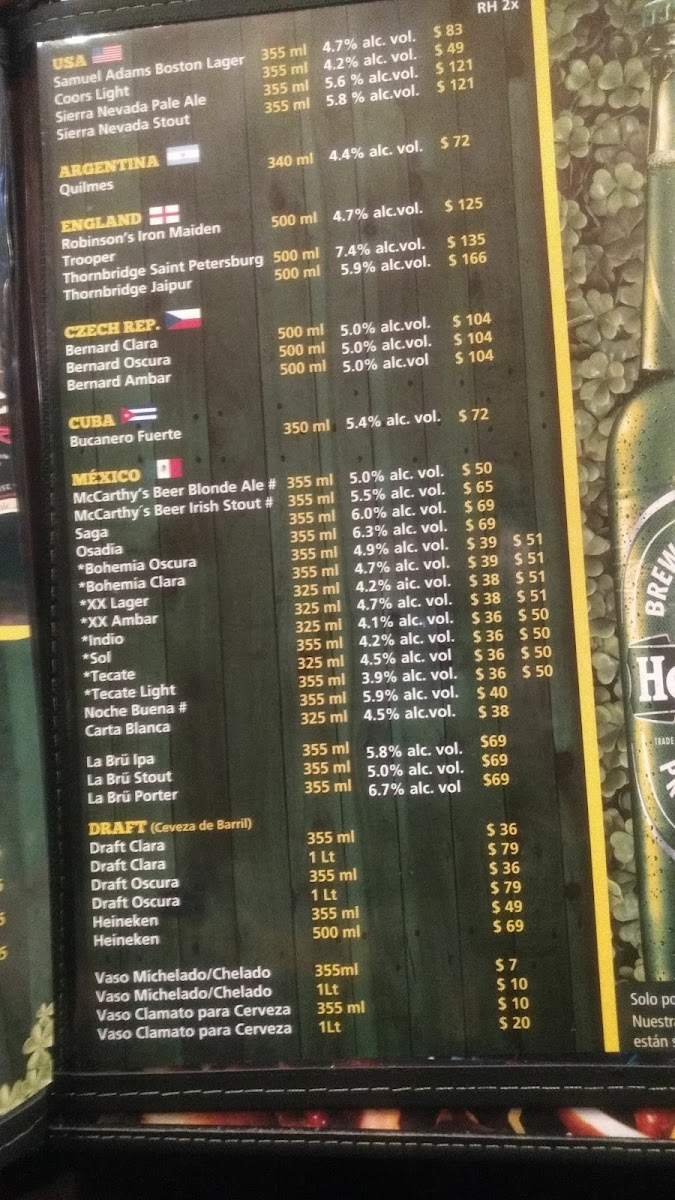 RH 2x
USA
Samuel Adams Boston Lager 355 ml 4.7% alc. vol. $ 83
Coors Light 355 ml 4.2% alc. vol. $ 49
Sierra Nevada Pale Ale 355 ml 5.6 % alc.vol. $ 121
Sierra Nevada Stout 355 ml 5.8 % alc.vol. $ 121
ARGENTINA
Quilmes 340 ml 4.4% alc. vol. $ 72
ENGLAND
Robinson's Iron Maiden 500 ml 4.7% alc.vol. $ 125
Trooper
Thornbridge Saint Petersburg 500 ml 7.4% alc.vol. $ 135
Thornbridge Jaipur 500 ml 5.9% alc.vol. $ 166
CZECH REP.
Bernard Clara 500 ml 5.0% alc.vol. $ 104
Bernard Oscura 500 ml 5.0% alc.vol. $ 104
Bernard Ambar 500 ml 5.0% alc.vol $ 104
CUBA
Bucanero Fuerte 350 ml 5.4% alc. vol. $ 72
MÉXICO
McCarthy's Beer Blonde Ale # 355 ml 5.0% alc. vol. $ 50
McCarthy´s Beer Irish Stout # 355 ml 5.5% alc. vol. $ 65
Saga 355 ml 6.0% alc. vol. $ 69
Osadía 355 ml 6.3% alc. vol. $ 69
*Bohemia Oscura 355 ml 4.9% alc. vol. $ 39 $ 51
*Bohemia Clara 355 ml 4.7% alc. vol. $ 39 $ 51
*XX Lager 325 ml 4.2% aic. vol. $ 38 $ 51
*XX Ambar 325 ml 4.7% alc. vol. $ 38 $ 51
*Indio 325 ml 4.1% alc. vol. $ 36 $ 50
*Sol 355 ml 4.2% alc. vol. $ 36 $ 50
*Tecate 325 ml 4.5% alc. vol $ 36 $ 50
*Tecate Light 355 ml 3.9% alc. vol. $ 36 $ 50
Noche Buena # 355 ml 5.9% alc. vol. $ 40
Carta Blanca 325 ml 4.5% alc.vol. $ 38
La Brü Ipa 355 ml 5.8% alc. vol. $69
La Brü Stout 355 ml 5.0% alc. vol. $69
La Brü Porter 355 ml 6.7% alc. vol $69
DRAFT (Ceveza de Barril)
Draft Clara 355 ml $ 36
Draft Clara 1 Lt $ 79
Draft Oscura 355 ml $ 36
Draft Oscura 1 Lt $ 79
Heineken 355 ml $ 49
Heineken 500 ml $ 69
Vaso Michelado/Chelado 355ml $ 7
Vaso Michelado/Chelado 1Lt $ 10
Vaso Clamato para Cerveza 355 ml $ 10
Vaso Clamato para Cerveza 1Lt $ 20
BREW
He
TRADE
Solo po
Nuestra
están s